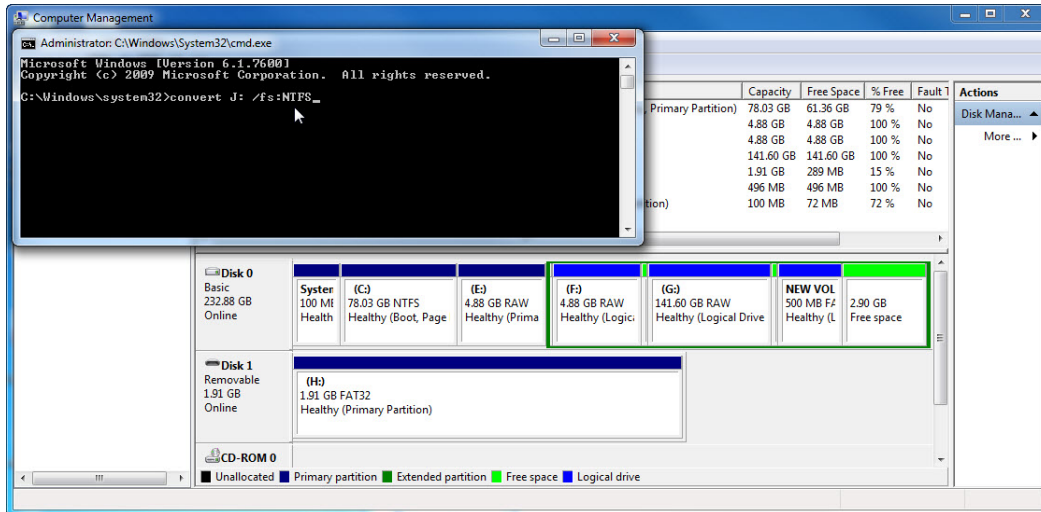 Computer Management
Administrator: C:\Windows\System32\cmd.exe
Microsoft Windows [Version 6.1.7600]
Copyright (c) 2009 Microsoft Corporation. All rights reserved.
C:\Windows\system32>convert J: /fs:NTFS_
Capacity Free Space % Free Fault T Actions
, Primary Partition) 78.03 GB 61.36 GB 79 % No
Disk Mana...
4.88 GB 4.88 GB 100 % No
4.88 GB 4.88 GB 100 % No
More ...
141.60 GB 141.60 GB 100 % No
1.91 GB 289 MB 15 % No
496 MB 496 MB 100 % No
tion) 100 MB 72 MB 72 % No
Disk 0
Basic
232.88 GB
Online
Syster
100 ME
Health
(C:)
78.03 GB NTFS
Healthy (Boot, Page
(E:)
4.88 GB RAW
Healthy (Prima
(F:)
4.88 GB RAW
Healthy (Logic
(G:)
141.60 GB RAW
Healthy (Logical Drive
NEW VOL
500 MB FA
Healthy (L
2.90 GB
Free space
Disk 1
Removable
1.91 GB
Online
(H:)
1.91 GB FAT32
Healthy (Primary Partition)
CD-ROM 0
Unallocated Primary partition Extended partition Free space Logical drive